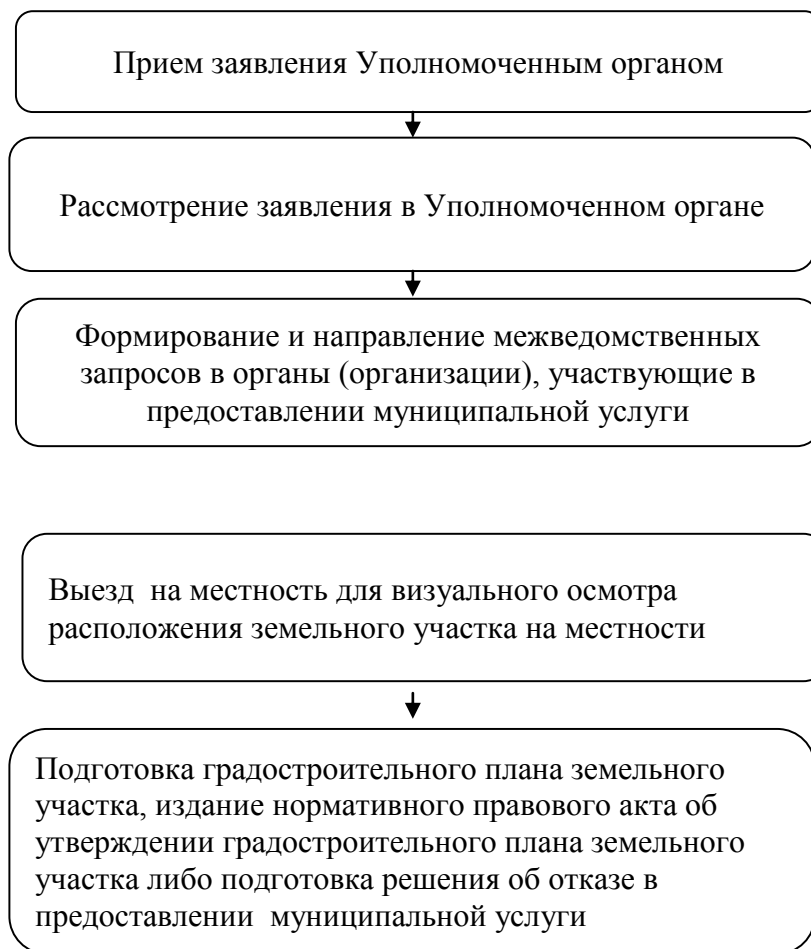 Прием заявления Уполномоченным органом
Рассмотрение заявления в Уполномоченном органе
Формирование и направление межведомственных
запросов в органы (организации), участвующие в
предоставлении муниципальной услуги
Выезд  на местность для визуального осмотра
расположения земельного участка на местности
Подготовка градостроительного плана земельного
участка, издание нормативного правового акта об
утверждении градостроительного плана земельного
участка либо подготовка решения об отказе в
предоставлении  муниципальной услуги